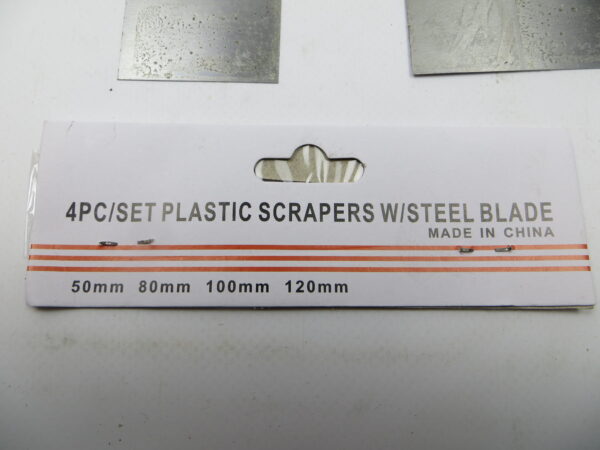 4PC/SET PLASTIC SCRAPERS W/STEEL BLADE
MADE IN CHINA
50mm 80mm 100mm 120mm